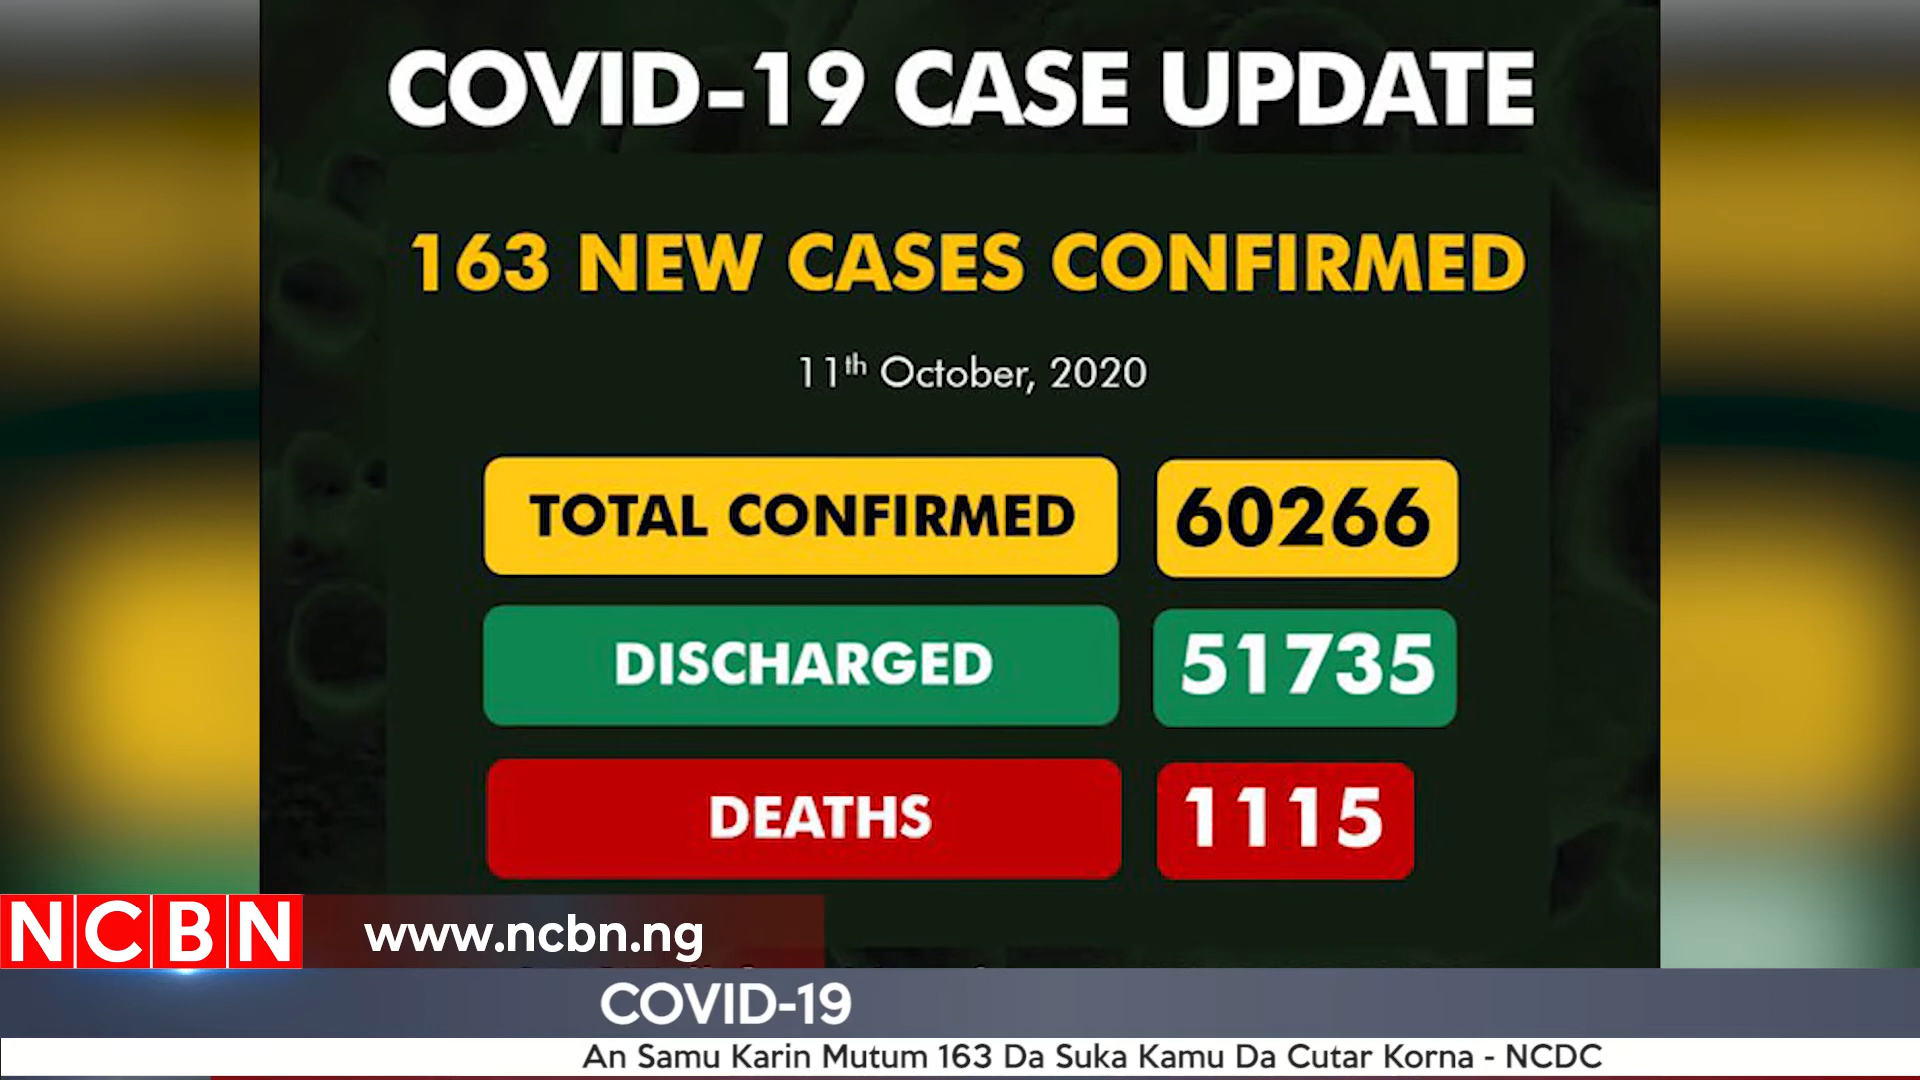 COVID-19 CASE UPDATE
163 NEW CASES CONFIRMED
11th October, 2020
TOTAL CONFIRMED 60266
DISCHARGED 51735
DEATHS 1115
NCBN www.ncbn.ng
COVID-19
An Samu Karin Mutum 163 Da Suka Kamu Da Cutar Korna - NCDC